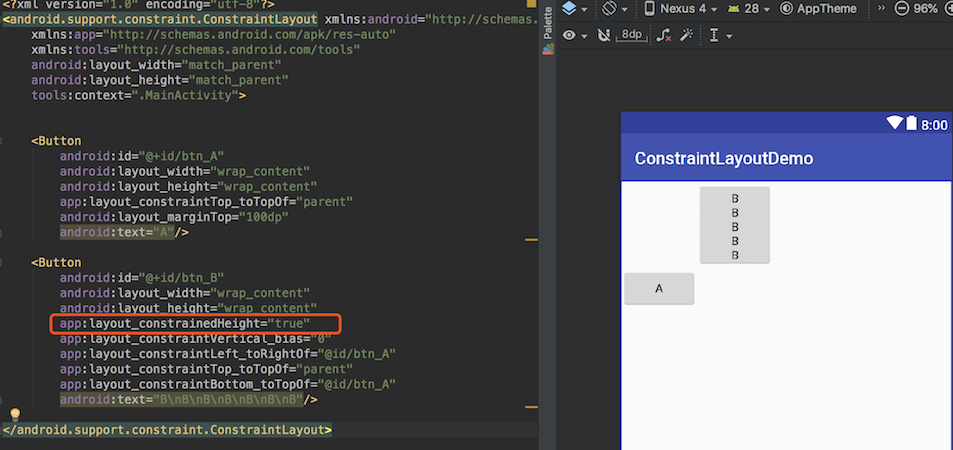 <?xml version="1.0" encoding="utf-8"?>
<android.support.constraint.ConstraintLayout xmlns:android="http://schemas.
xmlns:app="http://schemas.android.com/apk/res-auto"
xmlns:tools="http://schemas.android.com/tools"
android:layout_width="match_parent"
android:layout_height="match_parent"
tools:context=".MainActivity">
<Button
android:id="@+id/btn_A"
android:layout_width="wrap_content"
android:layout_height="wrap_content"
app:layout_constraintTop_toTopOf="parent"
android:layout_marginTop="100dp"
android:text="A"/>
<Button
android:id="@+id/btn_B"
android:layout_width="wrap_content"
android:layout_height="wrap_content"
app:layout_constrainedHeight="true"
app:layout_constraintVertical_bias="0"
app:layout_constraintLeft_toRightOf="@id/btn_A"
app:layout_constraintTop_toTopOf="parent"
app:layout_constraintBottom_toTopOf="@id/btn_A"
android:text="B\nB\nB\nB\nB\nB\nB"/>
</android.support.constraint.ConstraintLayout>
Palette
Nexus 4 28 AppTheme » 96%
8dp
8:00
ConstraintLayoutDemo
B
B
B
B
B
A